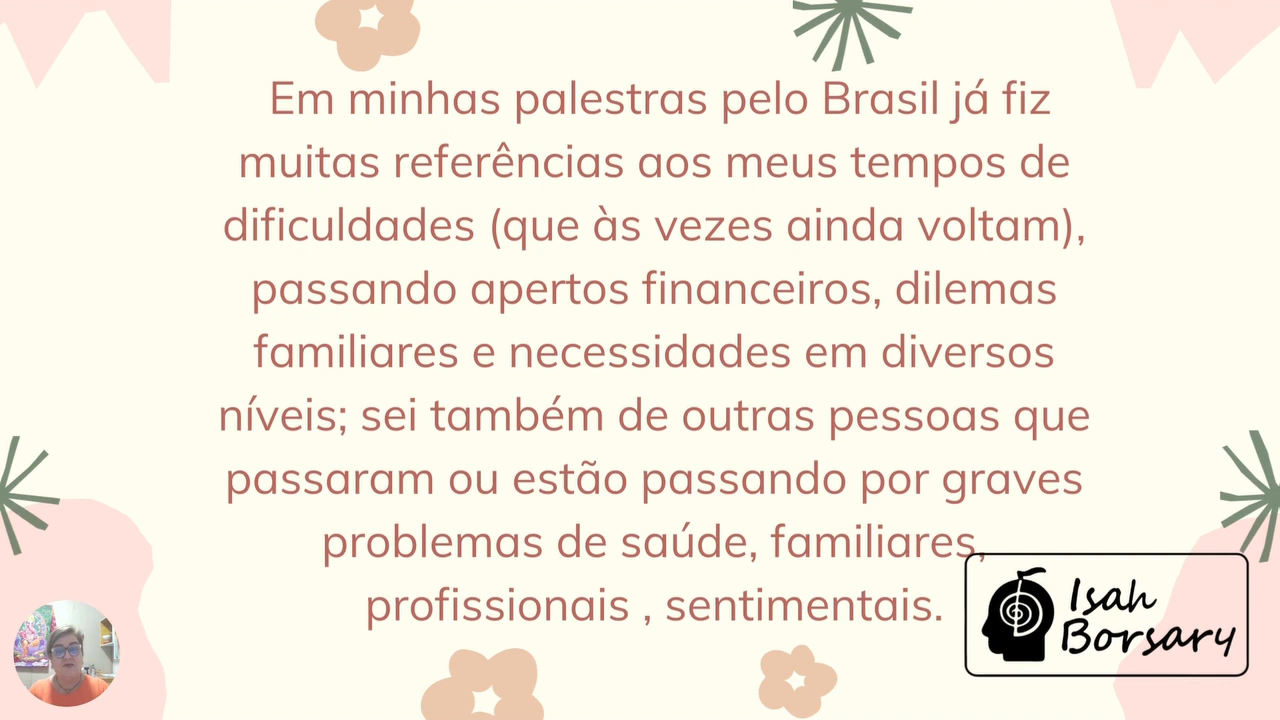 Em minhas palestras pelo Brasil já fiz
muitas referências aos meus tempos de
dificuldades (que às vezes ainda voltam),
passando apertos financeiros, dilemas
familiares e necessidades em diversos
níveis; sei também de outras pessoas que
passaram ou estão passando por graves
problemas de saúde, familiares,
profissionais , sentimentais.
Isah
Borsary